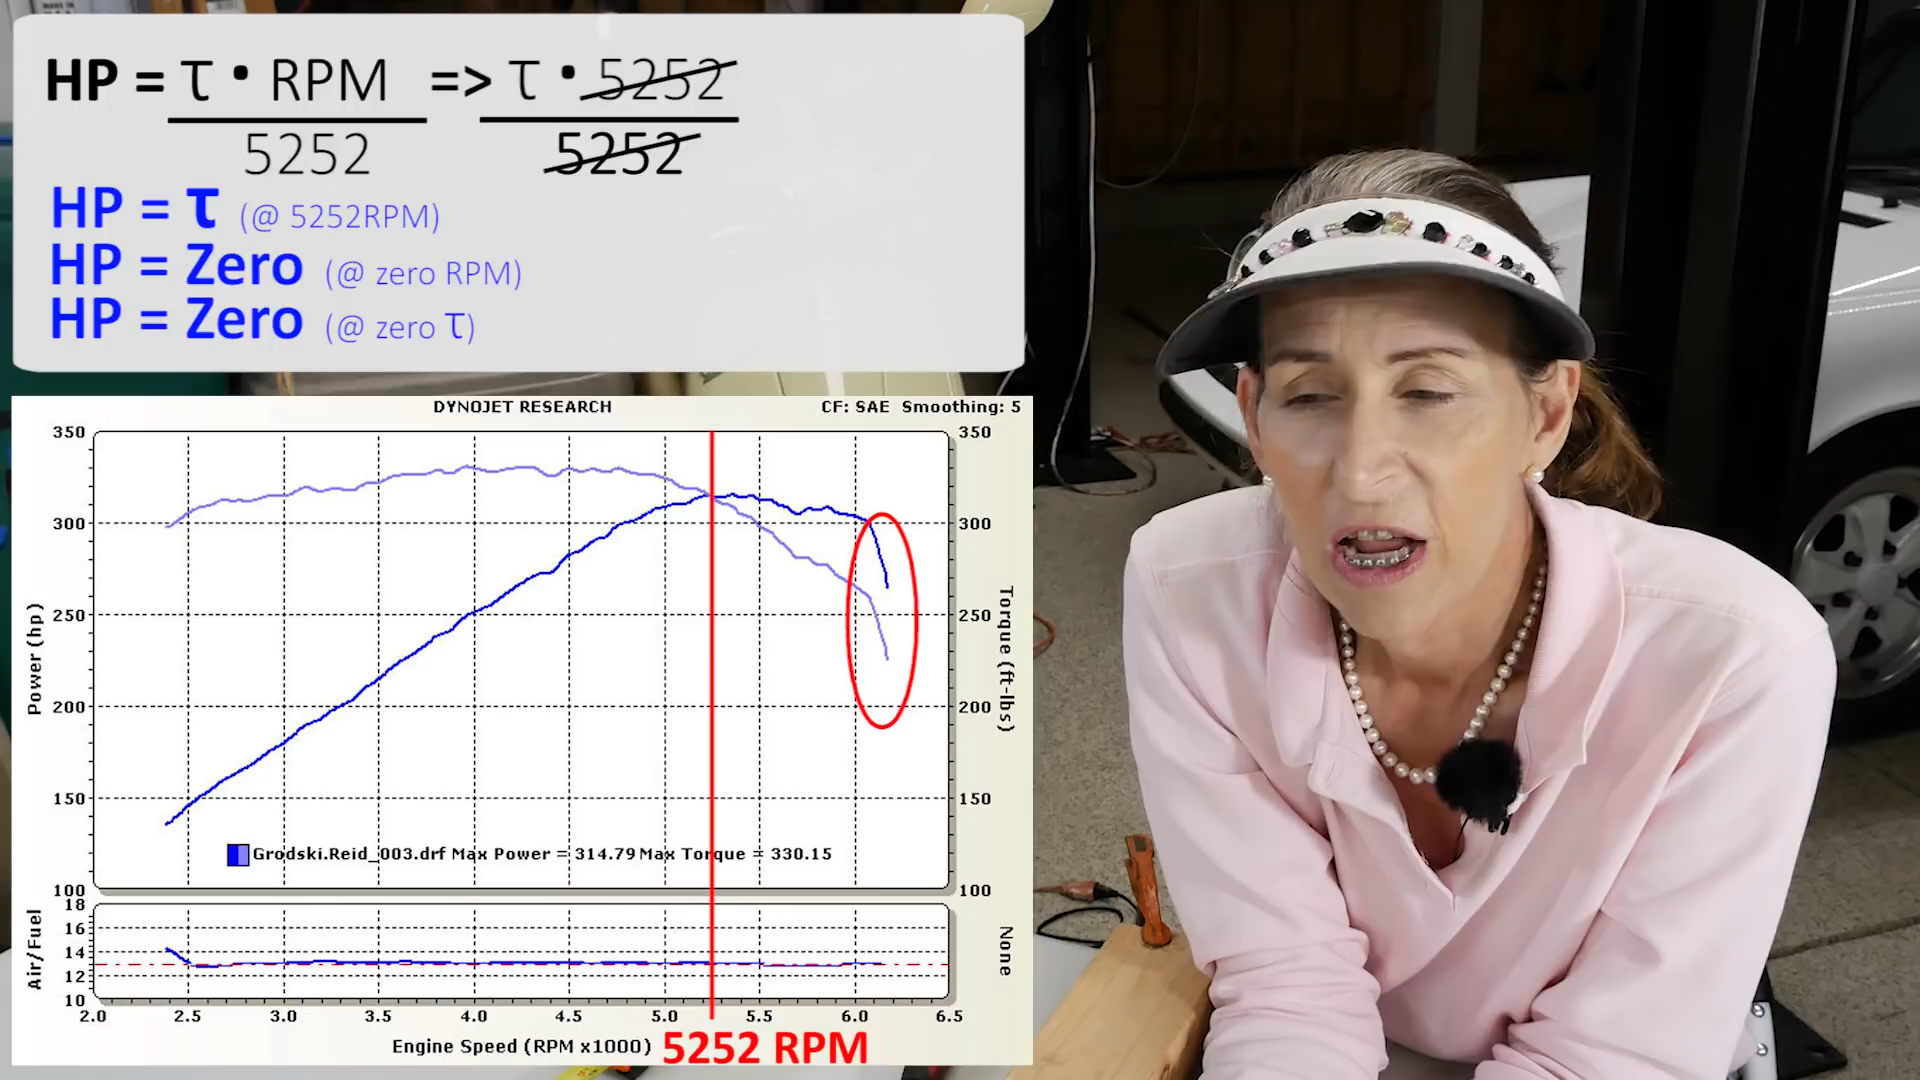 HP = τ • RPM => τ • 5252
5252 5252
HP = τ (@ 5252RPM)
HP = Zero (@ zero RPM)
HP = Zero (@ zero τ)
DYNOJET RESEARCH CF: SAE Smoothing: 5
350 350
300 300
250 250
200 200
150 150
100 100
Power (hp)
Torque (ft-lbs)
Grodski.Reid_003.drf Max Power = 314.79 Max Torque = 330.15
18
16
14
12
10
Air/Fuel
None
2.0 2.5 3.0 3.5 4.0 4.5 5.0 5.5 6.0 6.5
Engine Speed (RPM x1000) 5252 RPM